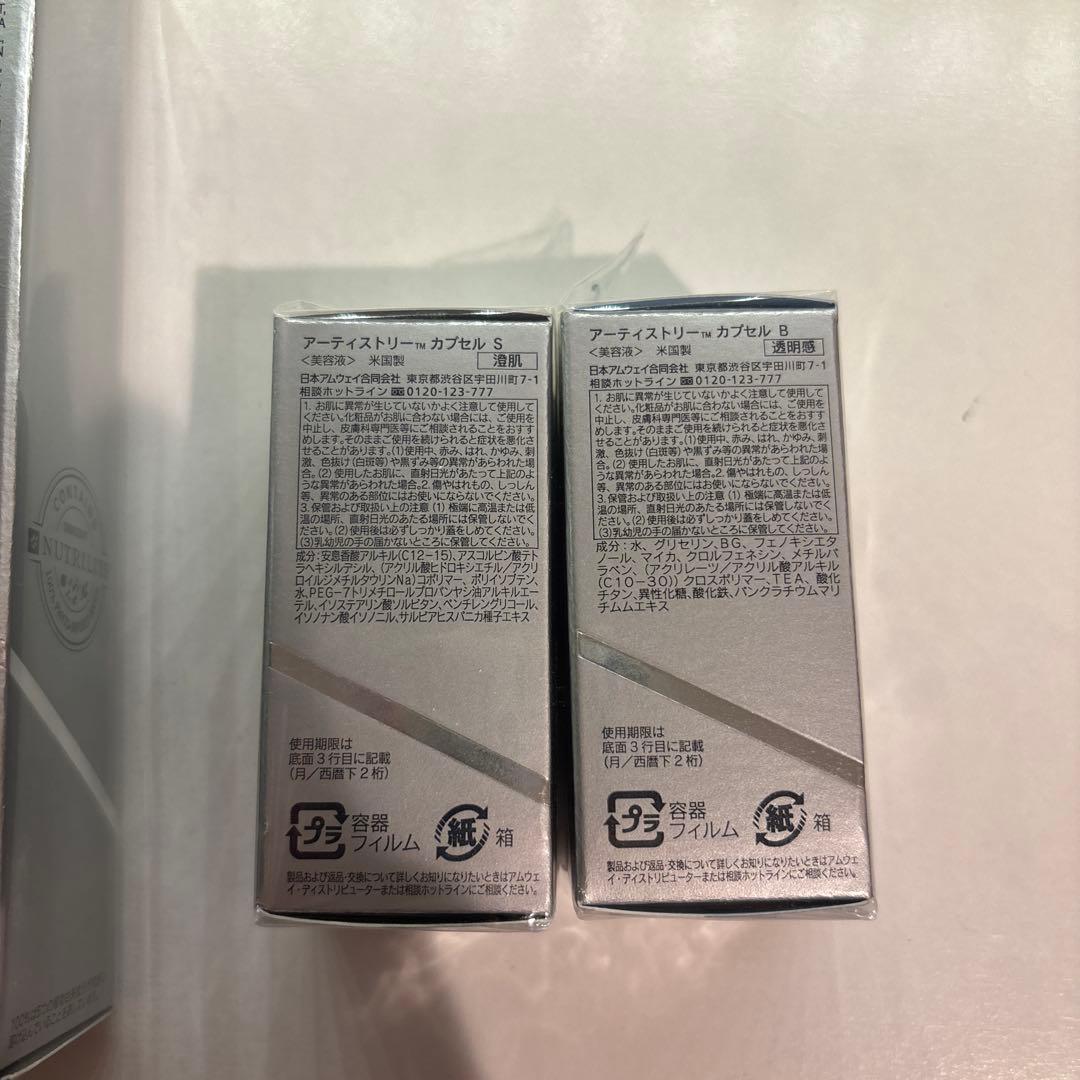 CONTAINS
NUTRILITE
アーティストリー™ カプセル S
〈美容液〉 米国製 澄肌
日本アムウェイ合同会社 東京都渋谷区宇田川町7-1
相談ホットライン 0120-123-777
1. お肌に異常が生じていないかよく注意して使用して
ください。化粧品がお肌に合わない場合には、ご使用を
中止し、皮膚科専門医等にご相談されることをおすす
めします。そのままご使用を続けられると症状を悪化さ
せることがあります。(1)使用中、赤み、はれ、かゆみ、刺
激、色抜け(白斑等)や黒ずみ等の異常があらわれた場
合。(2) 使用したお肌に、直射日光があたって上記のよ
うな異常があらわれた場合。2. 傷やはれもの、しっしん
等、異常のある部位にはお使いにならないでください。
3. 保管および取扱い上の注意 (1) 極端に高温または低
温の場所、直射日光のあたる場所には保管しないでく
ださい。(2)使用後は必ずしっかり蓋をしめてください。
(3)乳幼児の手の届かないところに保管してください。
成分:安息香酸アルキル(C12-15)、アスコルビン酸テト
ラヘキシルデシル、(アクリル酸ヒドロキシエチル/アクリ
ロイルジメチルタウリンNa)コポリマー、ポリイソブテン、
水、PEG-7トリメチロールプロパンヤシ油アルキルエー
テル、イソステアリン酸ソルビタン、ペンチレングリコール、
イソノナン酸イソノニル、サルビアヒスパニカ種子エキス
使用期限は
底面3行目に記載
(月/西暦下2桁)
プラ 容器
フィルム
紙 箱
製品および返品・交換について詳しくお知りになりたいときはアムウェ
イ・ディストリビューターまたは相談ホットラインにご相談ください。
アーティストリー™ カプセル B
〈美容液〉 米国製 透明感
日本アムウェイ合同会社 東京都渋谷区宇田川町7-1
相談ホットライン 0120-123-777
1. お肌に異常が生じていないかよく注意して使用し
てください。化粧品がお肌に合わない場合には、ご使用を
中止し、皮膚科専門医等にご相談されることをおすす
めします。そのままご使用を続けられると症状を悪化さ
せることがあります。(1)使用中、赤み、はれ、かゆみ、刺
激、色抜け(白斑等)や黒ずみ等の異常があらわれた場
合。(2) 使用したお肌に、直射日光があたって上記のよ
うな異常があらわれた場合。2. 傷やはれもの、しっしん
等、異常のある部位にはお使いにならないでください。
3. 保管および取扱い上の注意 (1) 極端に高温または低
温の場所、直射日光のあたる場所には保管しないでく
ださい。(2)使用後は必ずしっかり蓋をしめてください。
(3)乳幼児の手の届かないところに保管してください。
成分:水、グリセリン、BG、フェノキシエタ
ノール、マイカ、クロルフェネシン、メチルパ
ラベン、(アクリレーツ/アクリル酸アルキル
(C10-30))クロスポリマー、TEA、酸化
チタン、異性化糖、酸化鉄、パンクラチウムマリ
チムムエキス
使用期限は
底面3行目に記載
(月/西暦下2桁)
プラ 容器
フィルム
紙 箱
製品および返品・交換について詳しくお知りになりたいときはアムウェ
イ・ディストリビューターまたは相談ホットラインにご相談ください。